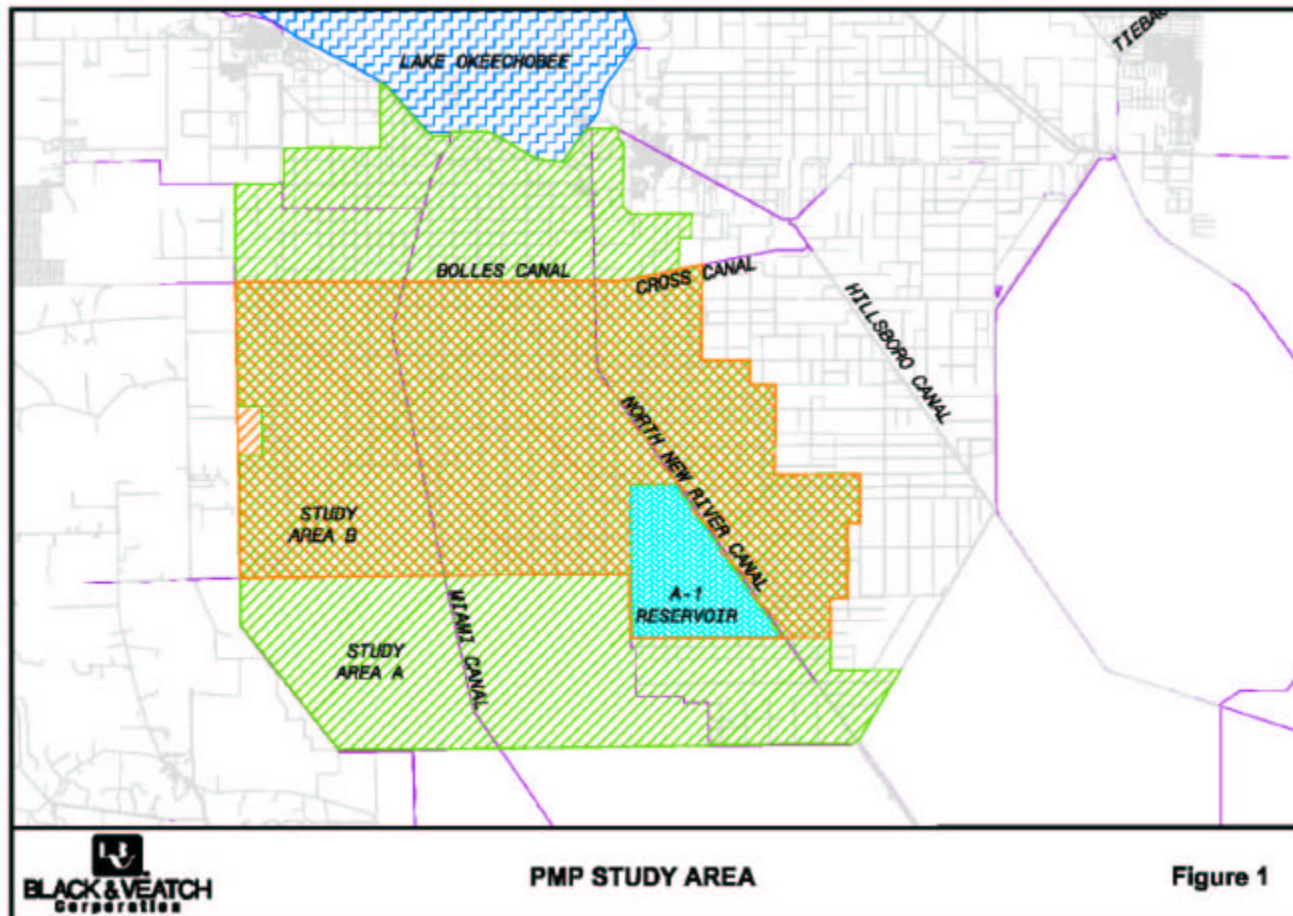 LAKE OKEECHOBEE
BOLLES CANAL
CROSS CANAL
HILLSBORO CANAL
NORTH NEW RIVER CANAL
STUDY
AREA B
A-1
RESERVOIR
MIAMI CANAL
STUDY
AREA A
BLACK & VEATCH
Corporation
PMP STUDY AREA
Figure 1